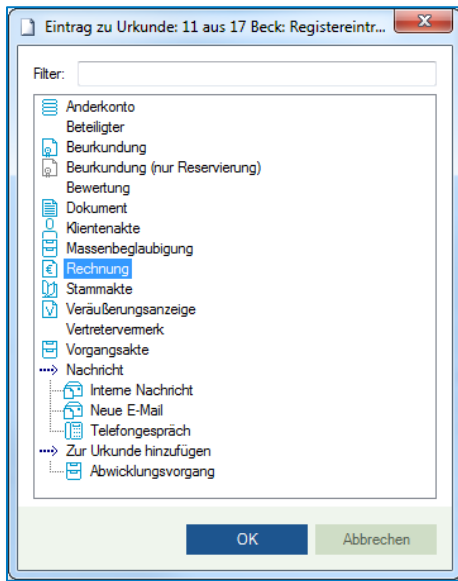 Eintrag zu Urkunde: 11 aus 17 Beck: Registereintr...
Filter:
Anderkonto
Beteiligter
Beurkundung
Beurkundung (nur Reservierung)
Bewertung
Dokument
Klientenakte
Massenbeglaubigung
Rechnung
Stammakte
Veräußerungsanzeige
Vertretervermerk
Vorgangsakte
Nachricht
Interne Nachricht
Neue E-Mail
Telefongespräch
Zur Urkunde hinzufügen
Abwicklungsvorgang
OK Abbrechen